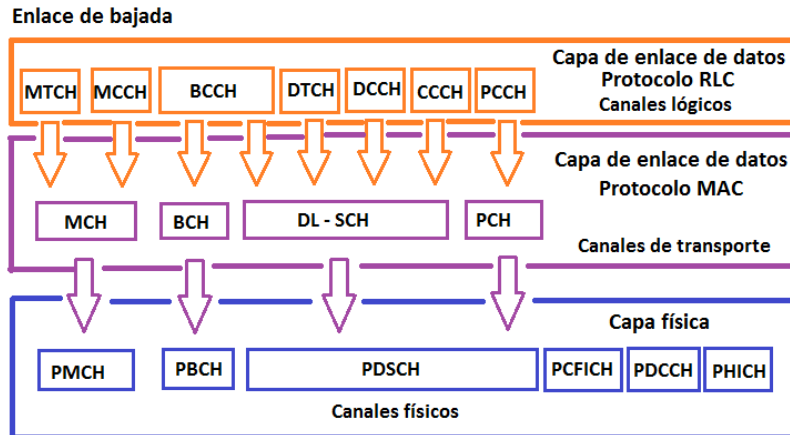 Enlace de bajada
Capa de enlace de datos
Protocolo RLC
Canales lógicos
MTCH MCCH BCCH DTCH DCCH CCCH PCCH
Capa de enlace de datos
Protocolo MAC
MCH BCH DL - SCH PCH
Canales de transporte
Capa física
PMCH PBCH PDSCH PCFICH PDCCH PHICH
Canales físicos